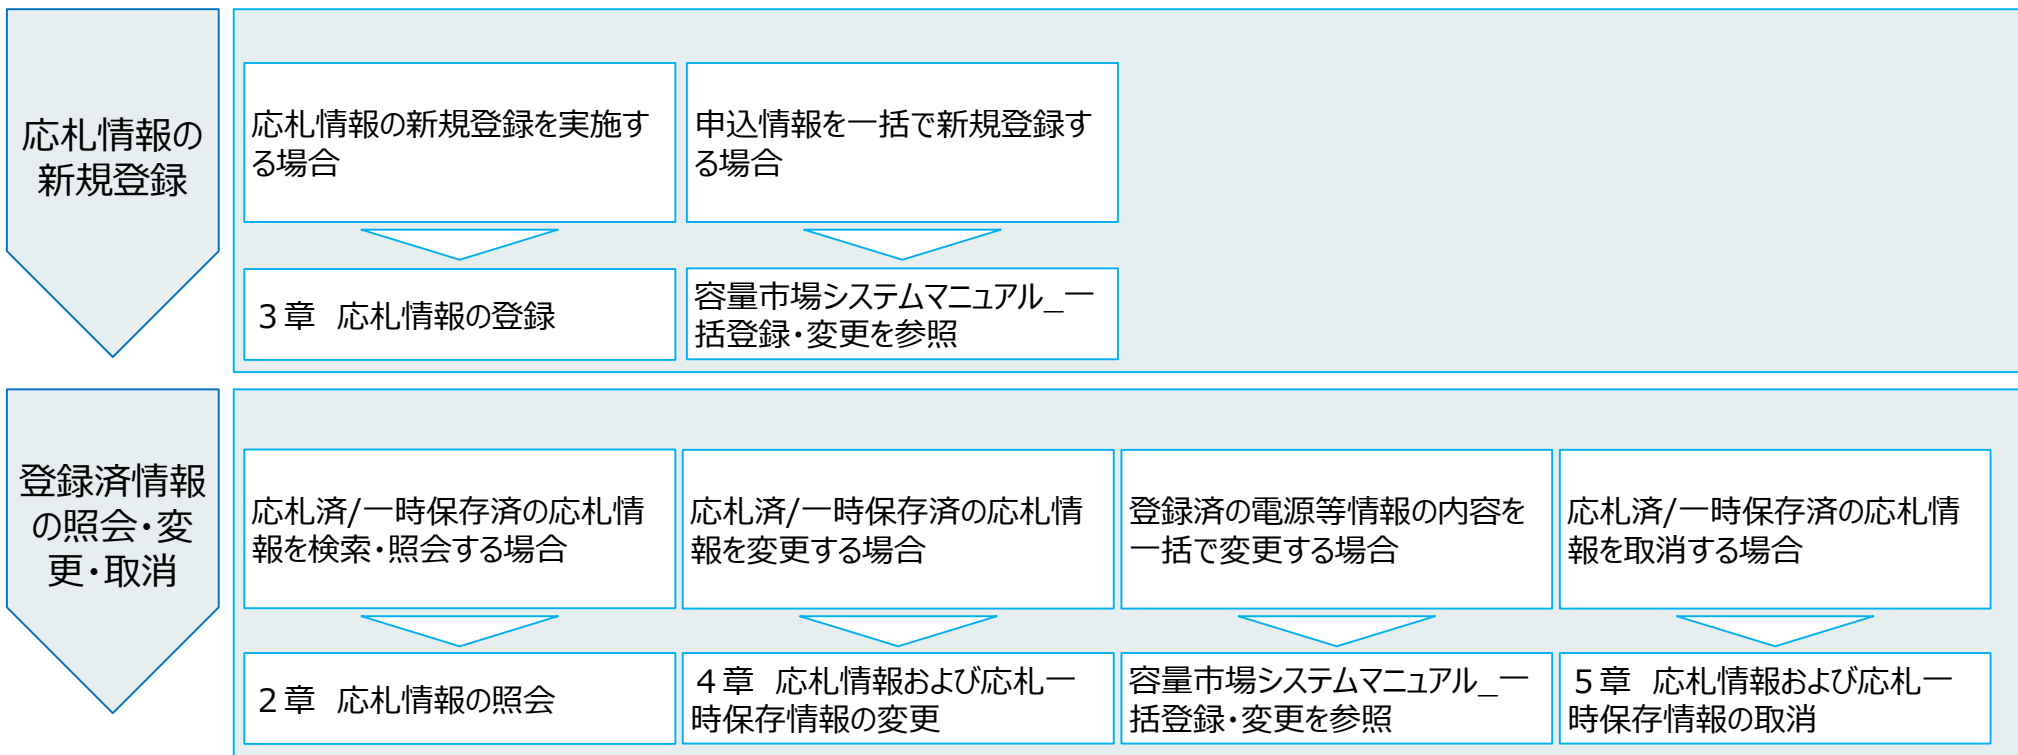 応札情報の
新規登録
応札情報の新規登録を実施す
る場合
申込情報を一括で新規登録す
る場合
３章　応札情報の登録
容量市場システムマニュアル_一
括登録・変更を参照
登録済情報
の照会・変
更・取消
応札済/一時保存済の応札情
報を検索・照会する場合
応札済/一時保存済の応札情
報を変更する場合
登録済の電源等情報の内容を
一括で変更する場合
応札済/一時保存済の応札情
報を取消する場合
２章　応札情報の照会
４章　応札情報および応札一
時保存情報の変更
容量市場システムマニュアル_一
括登録・変更を参照
５章　応札情報および応札一
時保存情報の取消